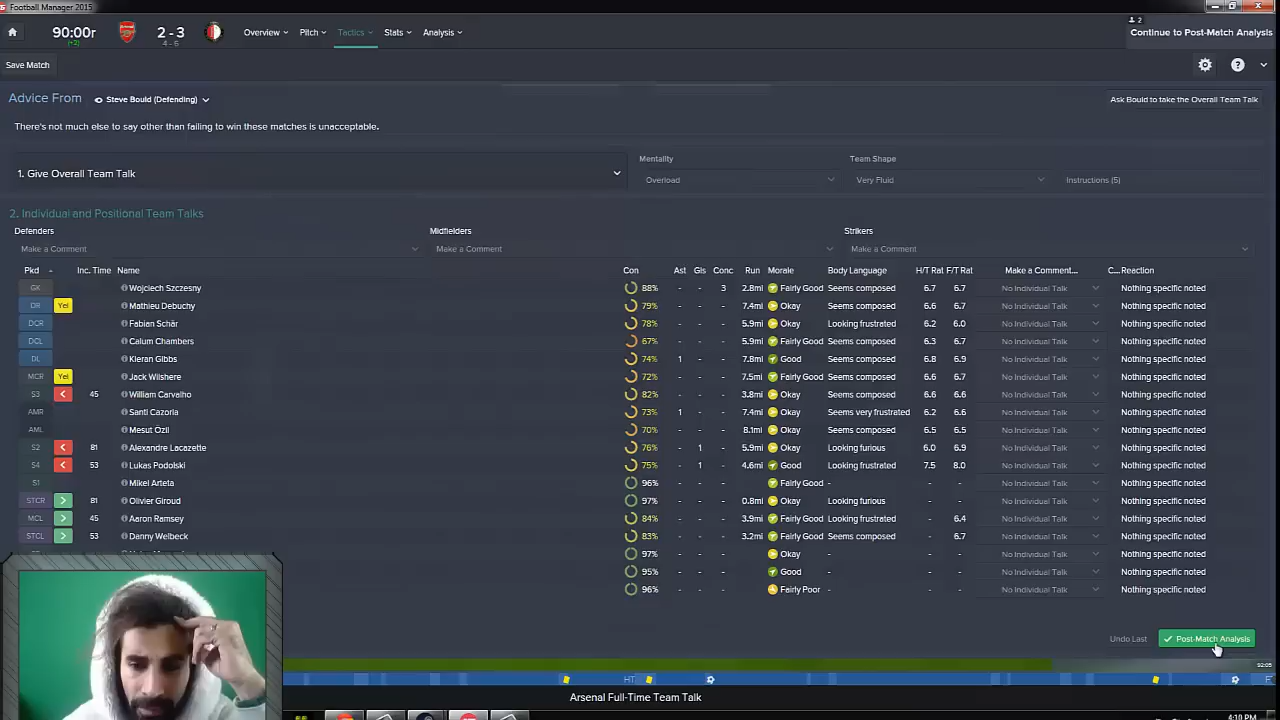 Football Manager 2015
90:00r
(+2)
2 - 3
4 - 6
Overview
Pitch
Tactics
Stats
Analysis
2
Continue to Post-Match Analysis
Save Match
Advice From
Steve Bould (Defending)
Ask Bould to take the Overall Team Talk
There's not much else to say other than failing to win these matches is unacceptable.
Mentality
Team Shape
1. Give Overall Team Talk
Overload
Very Fluid
Instructions (5)
2. Individual and Positional Team Talks
Defenders
Midfielders
Strikers
Make a Comment
Make a Comment
Make a Comment
Pkd Inc. Time Name Con Ast Gls Conc Run Morale Body Language H/T Rat F/T Rat Make a Comment... C... Reaction
GK Wojciech Szczesny 88% - - 3 2.8mi Fairly Good Seems composed 6.7 6.7 No Individual Talk Nothing specific noted
DR Yel Mathieu Debuchy 79% - - - 7.4mi Okay Seems composed 6.6 6.7 No Individual Talk Nothing specific noted
DCR Fabian Schär 78% - - - 5.9mi Okay Looking frustrated 6.2 6.0 No Individual Talk Nothing specific noted
DCL Calum Chambers 67% - - - 5.9mi Fairly Good Seems composed 6.3 6.7 No Individual Talk Nothing specific noted
DL Kieran Gibbs 74% 1 - - 7.8mi Good Seems composed 6.8 6.9 No Individual Talk Nothing specific noted
MCR Yel Jack Wilshere 72% - - - 7.5mi Fairly Good Seems composed 6.6 6.7 No Individual Talk Nothing specific noted
S3 45 William Carvalho 82% - - - 3.8mi Okay Seems composed 6.6 6.6 No Individual Talk Nothing specific noted
AMR Santi Cazorla 73% 1 - - 7.4mi Okay Seems very frustrated 6.2 6.6 No Individual Talk Nothing specific noted
AML Mesut Özil 70% - - - 8.1mi Okay Seems composed 6.5 6.5 No Individual Talk Nothing specific noted
S2 81 Alexandre Lacazette 76% - 1 - 5.9mi Okay Looking furious 6.0 6.9 No Individual Talk Nothing specific noted
S4 53 Lukas Podolski 75% - 1 - 4.6mi Good Looking frustrated 7.5 8.0 No Individual Talk Nothing specific noted
S1 Mikel Arteta 96% Fairly Good - - - No Individual Talk Nothing specific noted
STCR 81 Olivier Giroud 97% - - - 0.8mi Okay Looking furious - - No Individual Talk Nothing specific noted
MCL 45 Aaron Ramsey 84% - - - 3.9mi Fairly Good Looking frustrated - 6.4 No Individual Talk Nothing specific noted
STCL 53 Danny Welbeck 83% - - - 3.2mi Fairly Good Seems composed - 6.7 No Individual Talk Nothing specific noted
97% Okay - - - No Individual Talk Nothing specific noted
95% Good - - - No Individual Talk Nothing specific noted
96% Fairly Poor - - - No Individual Talk Nothing specific noted
Undo Last
Post-Match Analysis
92:05
HT
Arsenal Full-Time Team Talk
4:10 PM